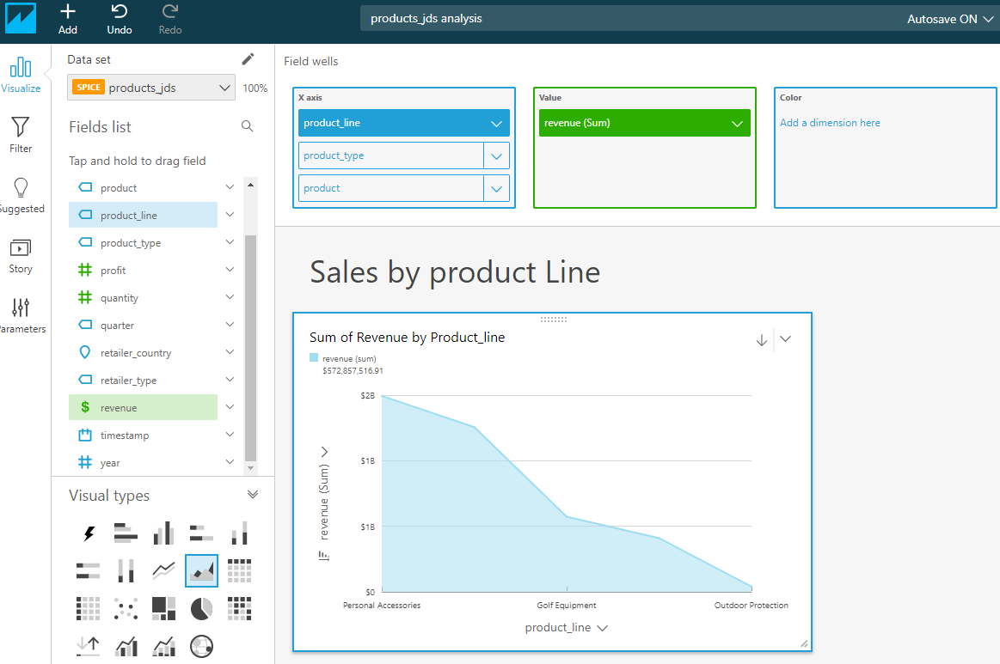 Add
Undo
Redo
products_jds analysis
Autosave ON
Visualize
Filter
Suggested
Story
Parameters
Data set
SPICE products_jds
100%
Fields list
Tap and hold to drag field
product
product_line
product_type
profit
quantity
quarter
retailer_country
retailer_type
$ revenue
timestamp
year
Visual types
Field wells
X axis
product_line
product_type
product
Value
revenue (Sum)
Color
Add a dimension here
Sales by product Line
Sum of Revenue by Product_line
revenue (sum)
$572,857,516.91
$2B
$1B
$1B
$0
revenue (Sum)
Personal Accessories
Golf Equipment
Outdoor Protection
product_line